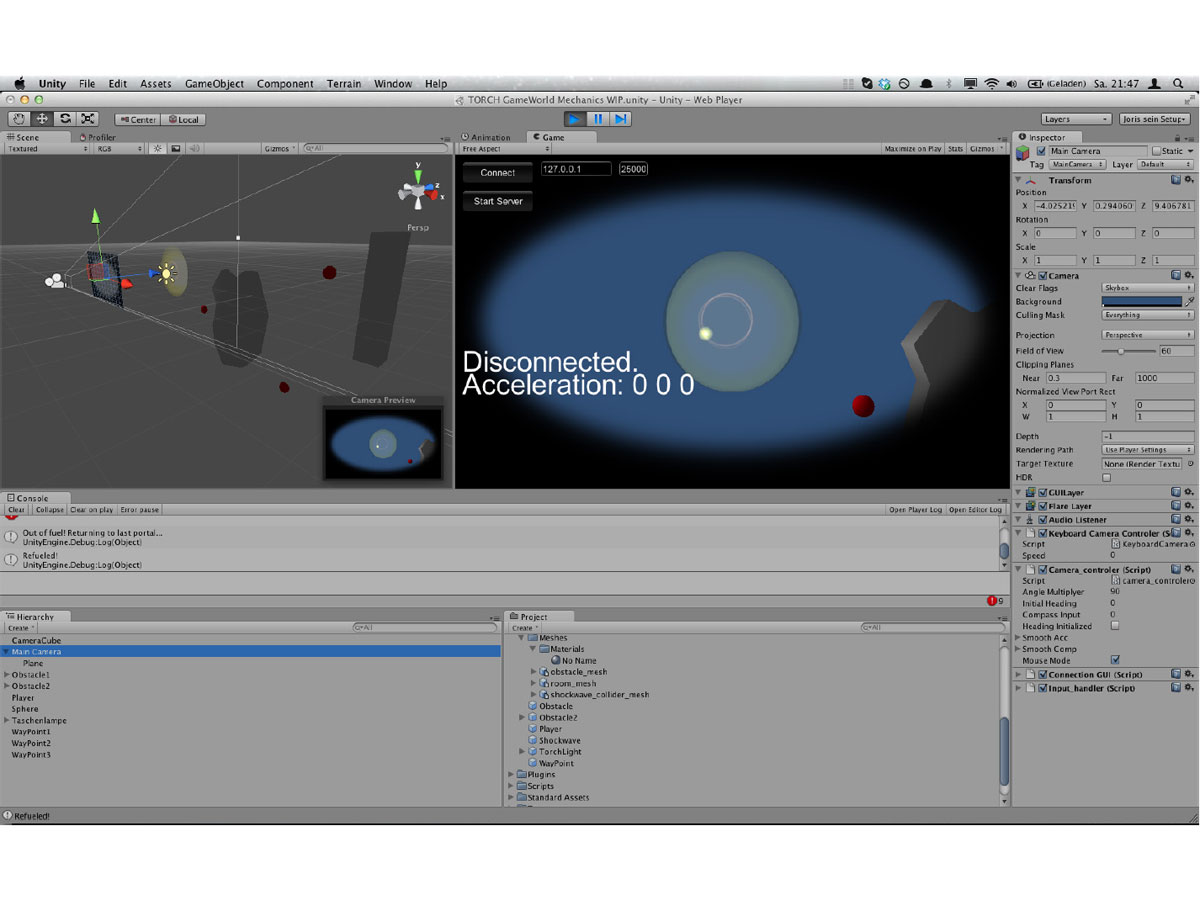 Unity File Edit Assets GameObject Component Terrain Window Help (Geladen) Sa. 21:47
TORCH GameWorld Mechanics WIP.unity - Unity - Web Player
Center Local Layers Joris sein Setup
Scene Profiler Animation Game Inspector
Textured RGB Gizmos All Free Aspect Maximize on Play Stats Gizmos
Main Camera Static
Tag MainCamera Layer Default
Connect 127.0.0.1 25000
Start Server
y
z
x
Persp
Disconnected.
Acceleration: 0 0 0
Camera Preview
Transform
Position
X -4.025219 Y 0.294060 Z 9.406781
Rotation
X 0 Y 0 Z 0
Scale
X 1 Y 1 Z 1
Camera
Clear Flags Skybox
Background
Culling Mask Everything
Projection Perspective
Field of View 60
Clipping Planes
Near 0.3 Far 1000
Normalized View Port Rect
X 0 Y 0
W 1 H 1
Depth -1
Rendering Path Use Player Settings
Target Texture None (Render Textu
HDR
GUILayer
Flare Layer
Audio Listener
Keyboard Camera Controler (S
Script KeyboardCamera
Speed 0
Camera_controler (Script)
Script camera_controler
Angle Multiplyer 90
Initial Heading 0
Compass Input 0
Heading Initialized
Smooth Acc
Smooth Comp
Mouse Mode
Connection GUI (Script)
Input_handler (Script)
Console
Clear Collapse Clear on play Error pause Open Player Log Open Editor Log
Out of fuel! Returning to last portal...
UnityEngine.Debug:Log(Object)
Refueled!
UnityEngine.Debug:Log(Object)
9
Hierarchy
Create All
CameraCube
Main Camera
Plane
Obstacle1
Obstacle2
Player
Sphere
Taschenlampe
WayPoint1
WayPoint2
WayPoint3
Project
Create All
Meshes
Materials
No Name
obstacle_mesh
room_mesh
shockwave_collider_mesh
Obstacle
Obstacle2
Player
Shockwave
TorchLight
WayPoint
Plugins
Scripts
Standard Assets
Refueled!